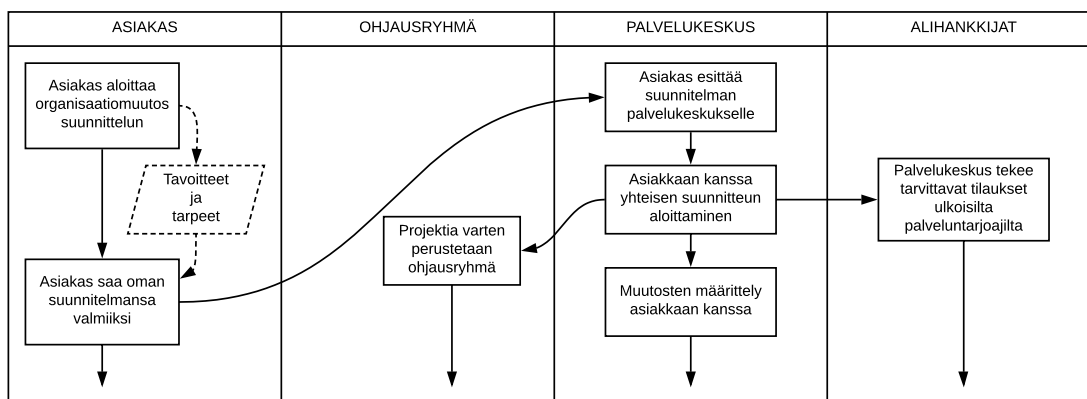 ASIAKAS
OHJAUSRYHMÄ
PALVELUKESKUS
ALIHANKKIJAT
Asiakas aloittaa
organisaatiomuutos
suunnittelun
Tavoitteet
ja
tarpeet
Asiakas saa oman
suunnitelmansa
valmiiksi
Projektia varten
perustetaan
ohjausryhmä
Asiakas esittää
suunnitelman
palvelukeskukselle
Asiakkaan kanssa
yhteisen suunnitteun
aloittaminen
Muutosten määrittely
asiakkaan kanssa
Palvelukeskus tekee
tarvittavat tilaukset
ulkoisilta
palveluntarjoajilta